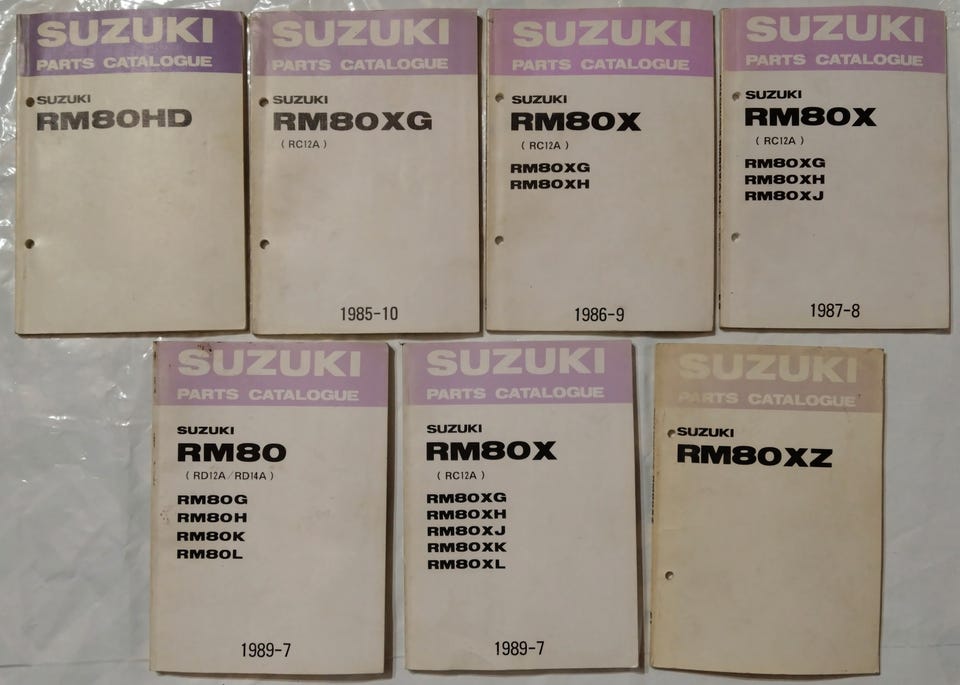 SUZUKI
PARTS CATALOGUE
SUZUKI
RM80HD
SUZUKI
PARTS CATALOGUE
SUZUKI
RM80XG
( RC12A )
1985-10
SUZUKI
PARTS CATALOGUE
SUZUKI
RM80X
( RC12A )
RM80XG
RM80XH
1986-9
SUZUKI
PARTS CATALOGUE
SUZUKI
RM80X
( RC12A )
RM80XG
RM80XH
RM80XJ
1987-8
SUZUKI
PARTS CATALOGUE
SUZUKI
RM80
( RD12A/RD14A )
RM80G
RM80H
RM80K
RM80L
1989-7
SUZUKI
PARTS CATALOGUE
SUZUKI
RM80X
( RC12A )
RM80XG
RM80XH
RM80XJ
RM80XK
RM80XL
1989-7
SUZUKI
PARTS CATALOGUE
SUZUKI
RM80XZ